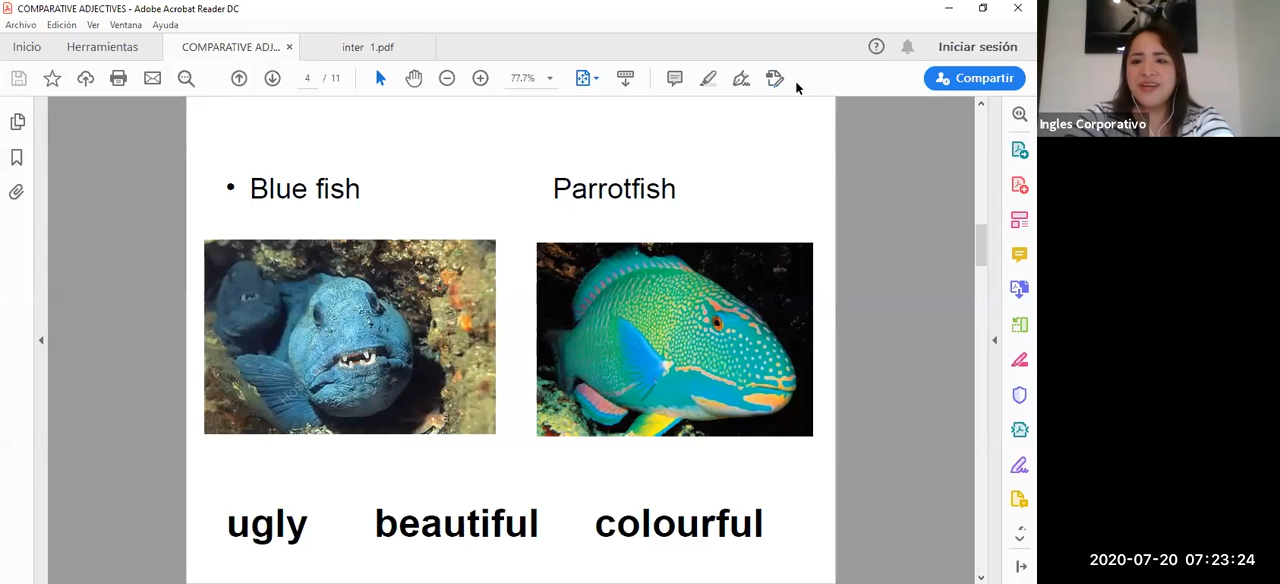 COMPARATIVE ADJECTIVES - Adobe Acrobat Reader DC
Archivo Edición Ver Ventana Ayuda
Inicio Herramientas COMPARATIVE ADJ... × inter 1.pdf Iniciar sesión
4 / 11 77.7% Compartir
Ingles Corporativo
• Blue fish Parrotfish
ugly beautiful colourful
2020-07-20 07:23:24